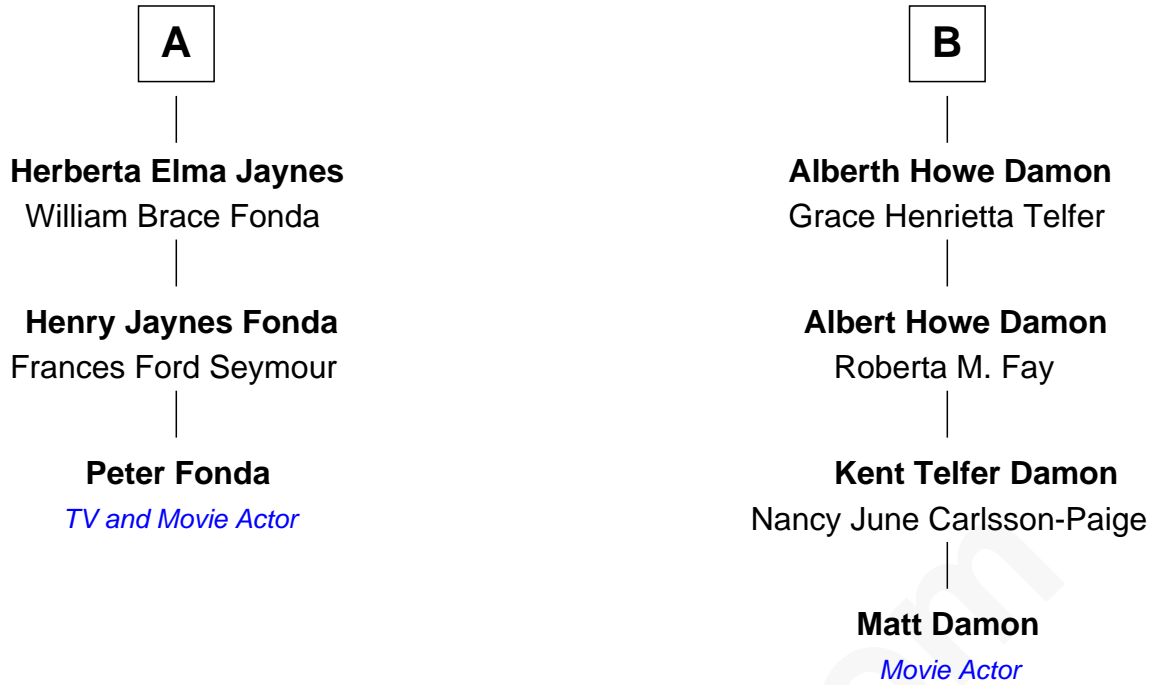 A
Herberta Elma Jaynes
William Brace Fonda
Henry Jaynes Fonda
Frances Ford Seymour
Peter Fonda
TV and Movie Actor
B
Alberth Howe Damon
Grace Henrietta Telfer
Albert Howe Damon
Roberta M. Fay
Kent Telfer Damon
Nancy June Carlsson-Paige
Matt Damon
Movie Actor